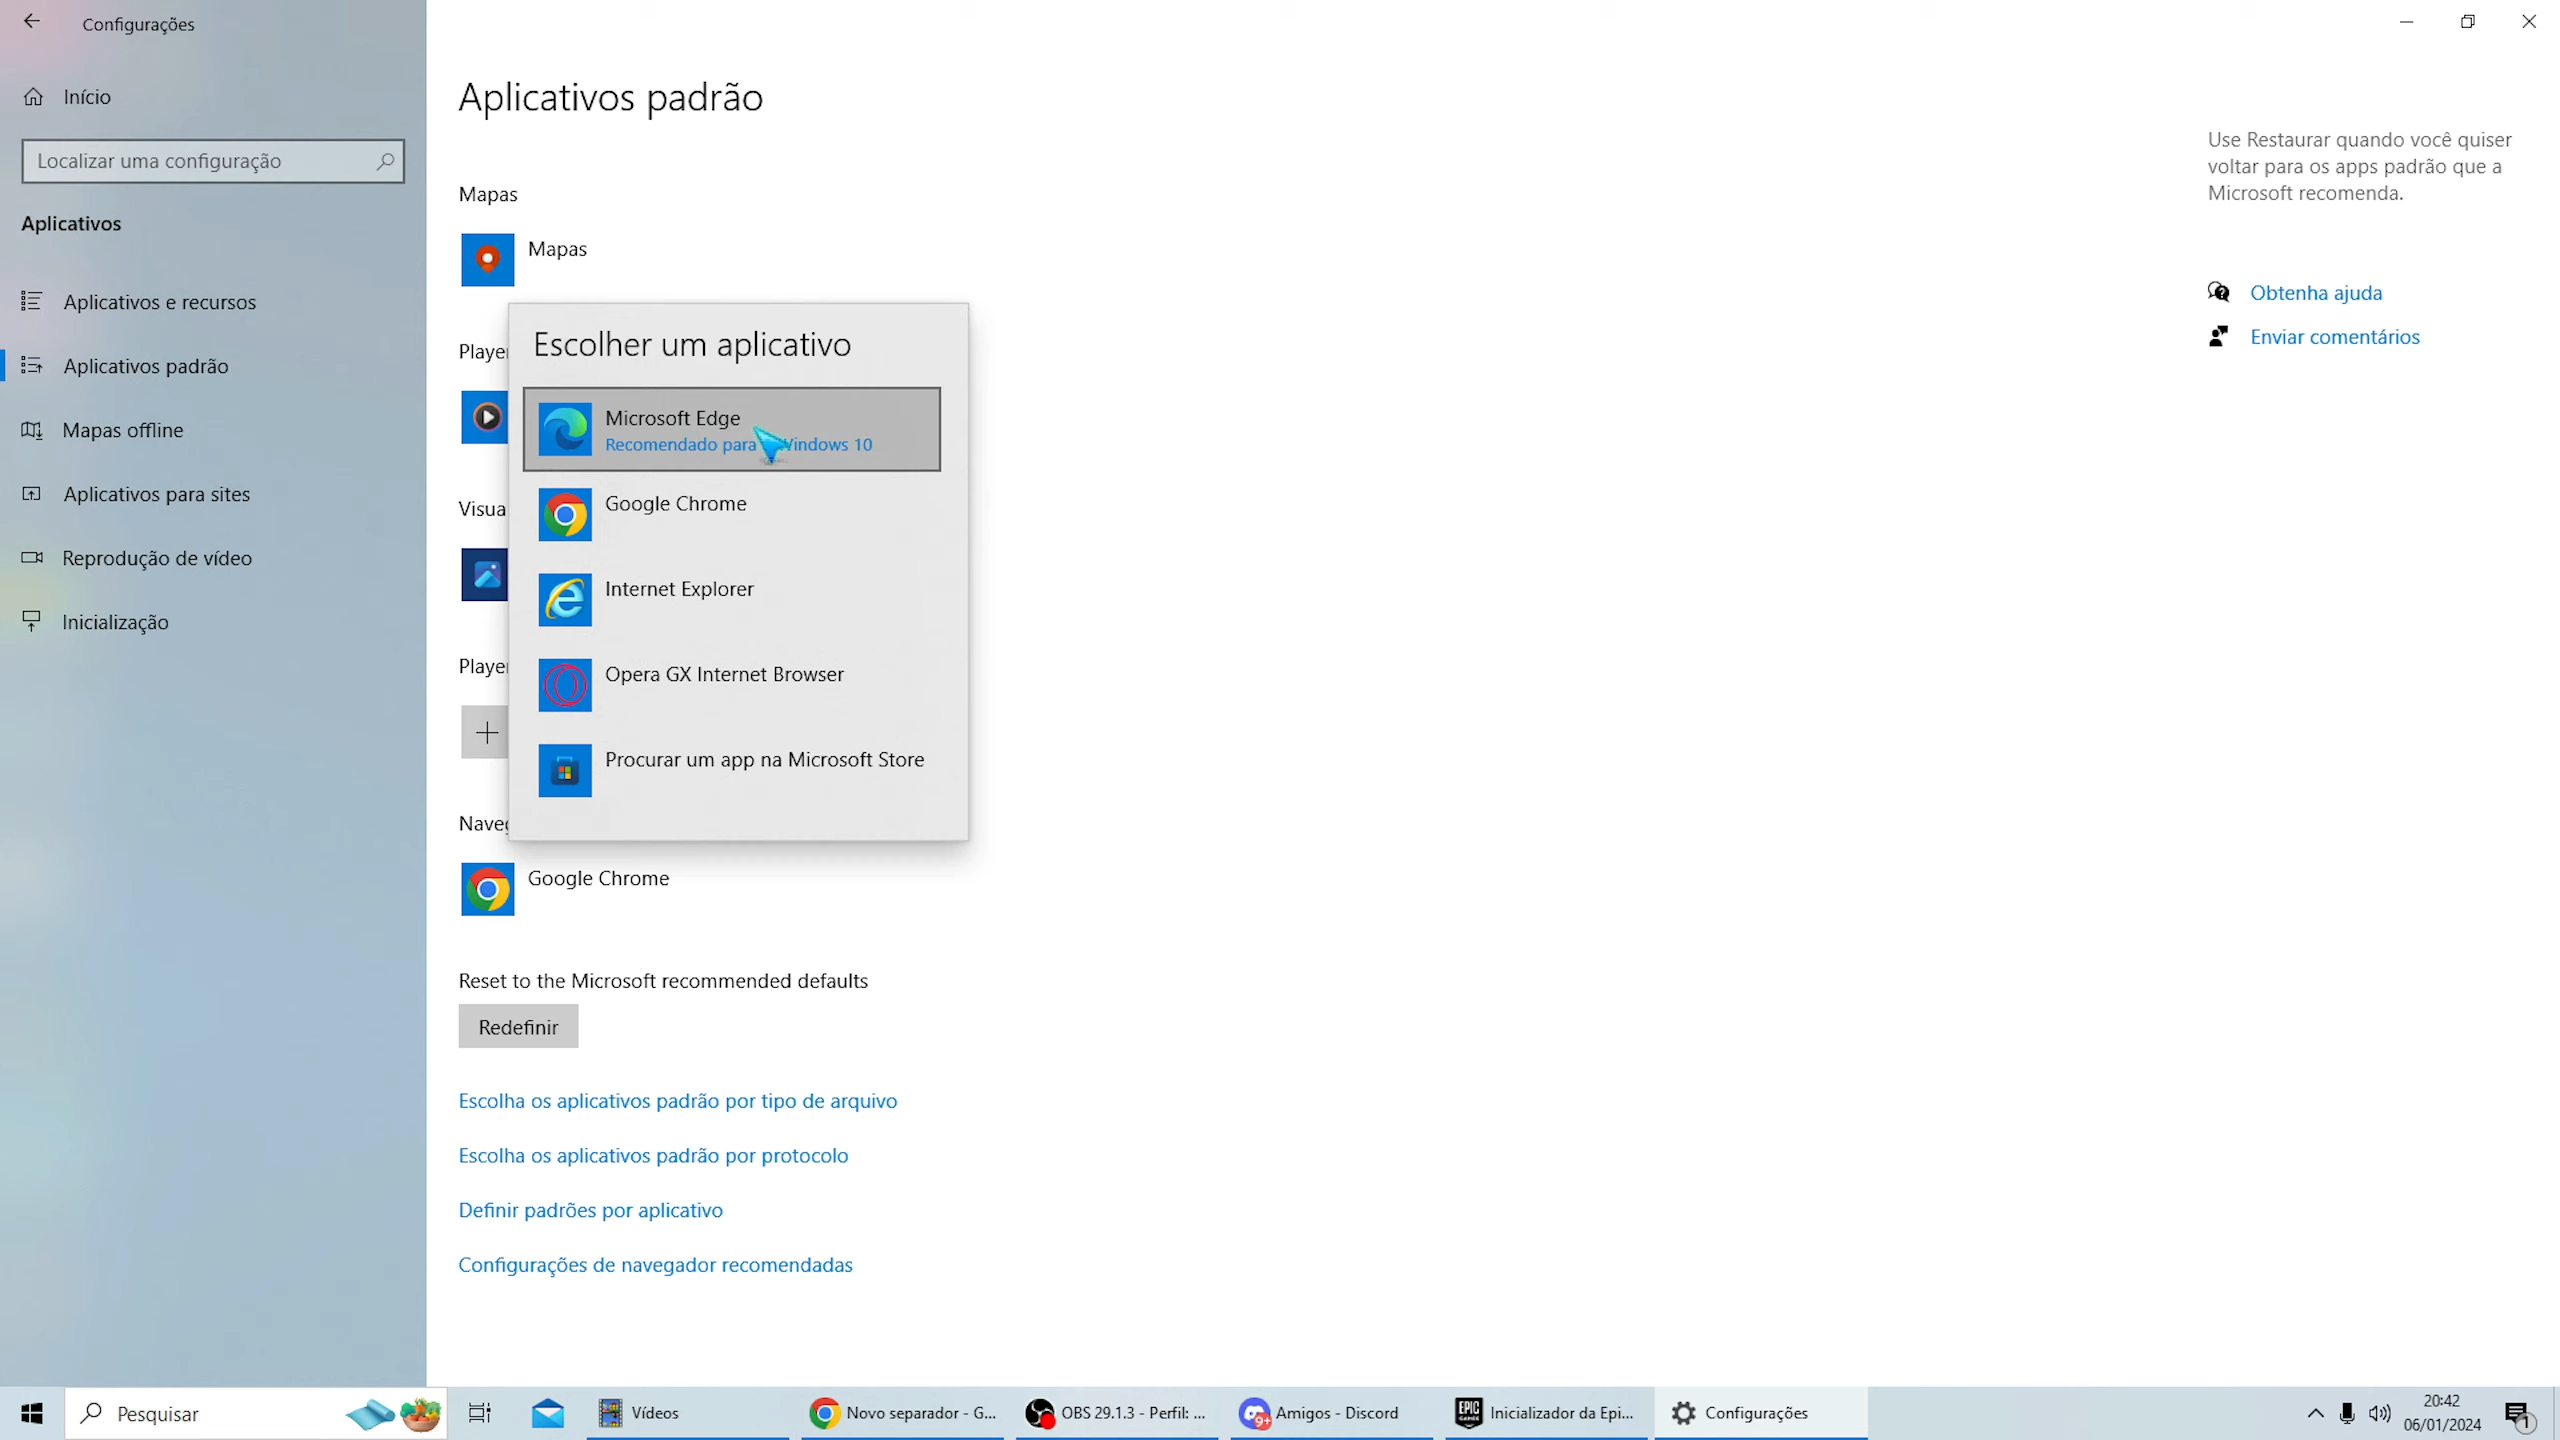 Configurações
Início
Localizar uma configuração
Aplicativos
Aplicativos e recursos
Aplicativos padrão
Mapas offline
Aplicativos para sites
Reprodução de vídeo
Inicialização
Aplicativos padrão
Mapas
Mapas
Escolher um aplicativo
Microsoft Edge
Recomendado para Windows 10
Google Chrome
Internet Explorer
Opera GX Internet Browser
Procurar um app na Microsoft Store
Player
Visua
Player
Naveg
Google Chrome
Reset to the Microsoft recommended defaults
Redefinir
Escolha os aplicativos padrão por tipo de arquivo
Escolha os aplicativos padrão por protocolo
Definir padrões por aplicativo
Configurações de navegador recomendadas
Use Restaurar quando você quiser
voltar para os apps padrão que a
Microsoft recomenda.
Obtenha ajuda
Enviar comentários
Pesquisar
Vídeos
Novo separador - G...
OBS 29.1.3 - Perfil: ...
9+
Amigos - Discord
EPIC GAMES
Inicializador da Epi...
Configurações
20:42
06/01/2024
1